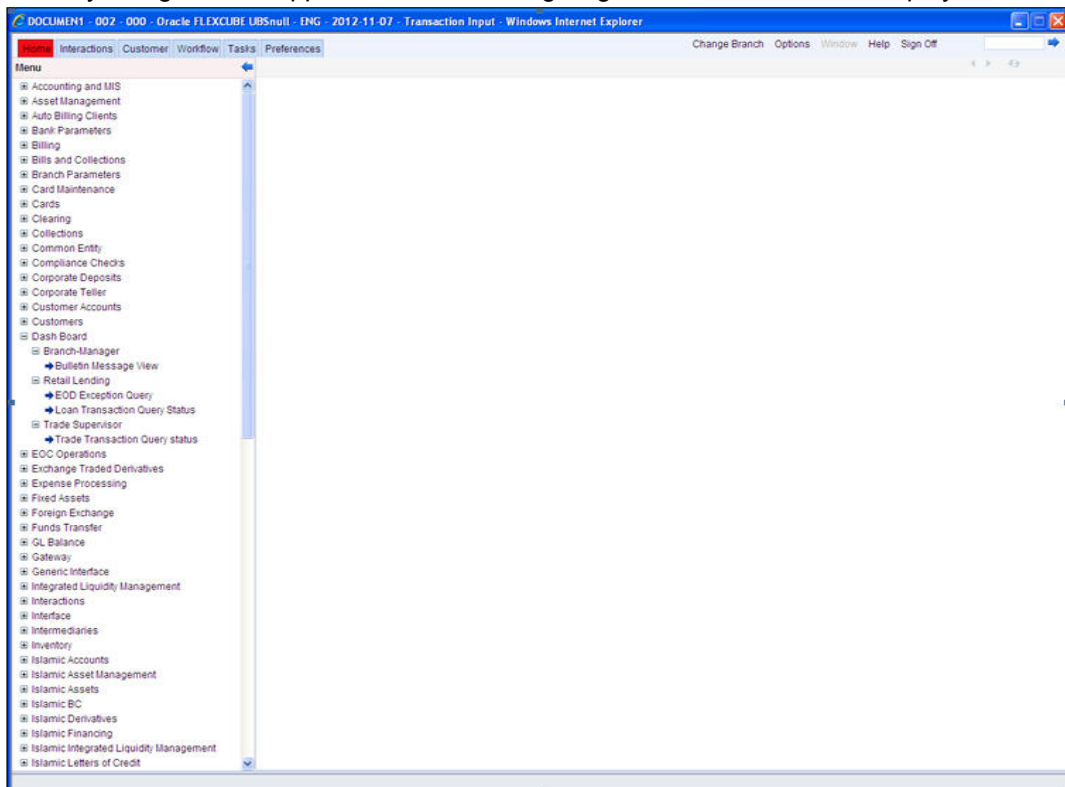 DOCUMENT1 - 002 - 000 - Oracle FLEXCUBE UBSnull - ENG - 2012-11-07 - Transaction Input - Windows Internet Explorer
Home Interactions Customer Workflow Tasks Preferences Change Branch Options Window Help Sign Off
Menu
Accounting and MIS
Asset Management
Auto Billing Clients
Bank Parameters
Billing
Bills and Collections
Branch Parameters
Card Maintenance
Cards
Clearing
Collections
Common Entity
Compliance Checks
Corporate Deposits
Corporate Teller
Customer Accounts
Customers
Dash Board
Branch-Manager
Bulletin Message View
Retail Lending
EOD Exception Query
Loan Transaction Query Status
Trade Supervisor
Trade Transaction Query status
EOC Operations
Exchange Traded Derivatives
Expense Processing
Fixed Assets
Foreign Exchange
Funds Transfer
GL Balance
Gateway
Generic Interface
Integrated Liquidity Management
Interactions
Interface
Intermediaries
Inventory
Islamic Accounts
Islamic Asset Management
Islamic Assets
Islamic BC
Islamic Derivatives
Islamic Financing
Islamic Integrated Liquidity Management
Islamic Letters of Credit